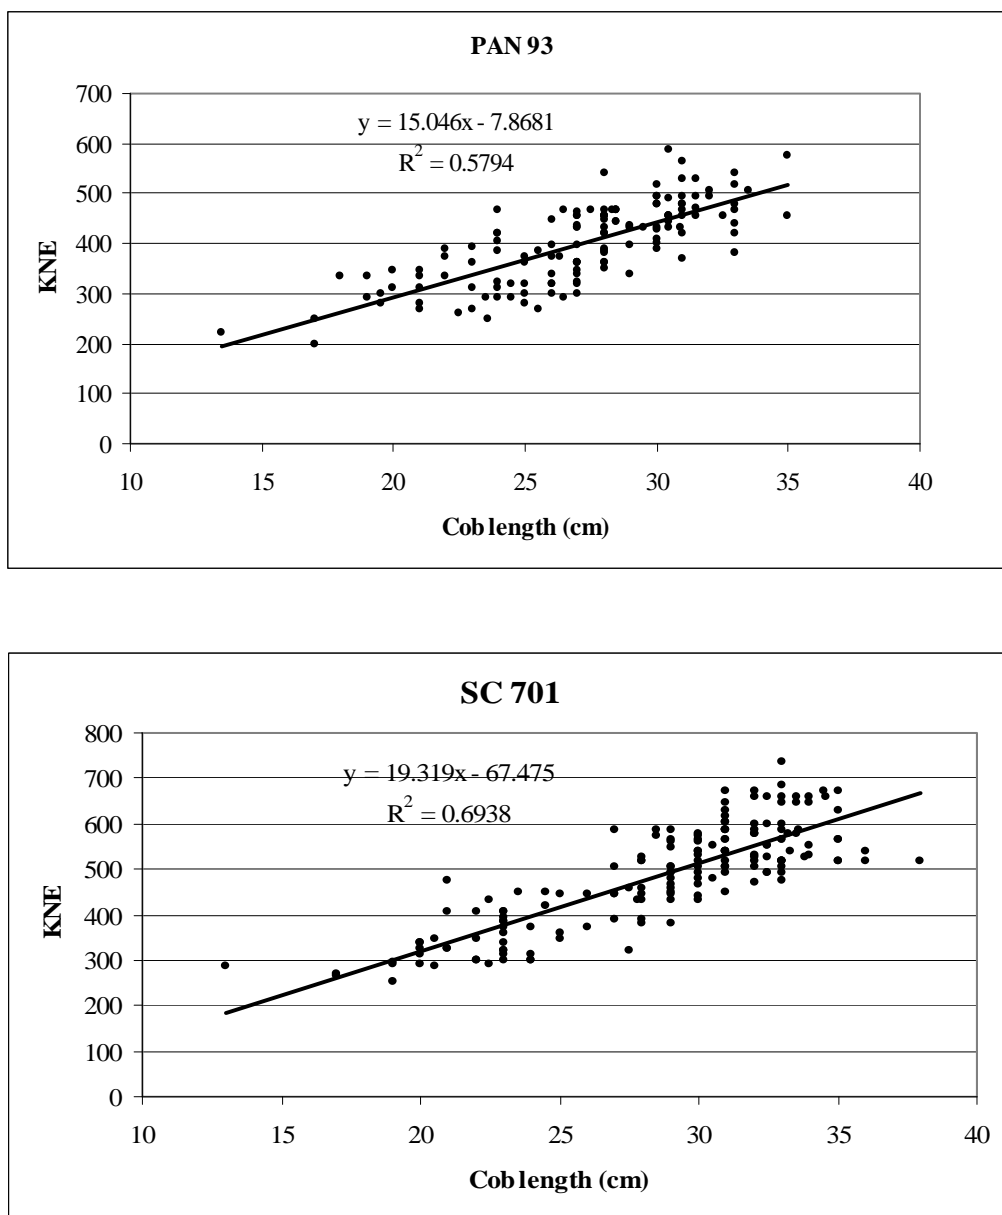 PAN 93
y = 15.046x - 7.8681
R² = 0.5794
KNE
700
600
500
400
300
200
100
0
10 15 20 25 30 35 40
Cob length (cm)
SC 701
y = 19.319x - 67.475
R² = 0.6938
KNE
800
700
600
500
400
300
200
100
0
10 15 20 25 30 35 40
Cob length (cm)